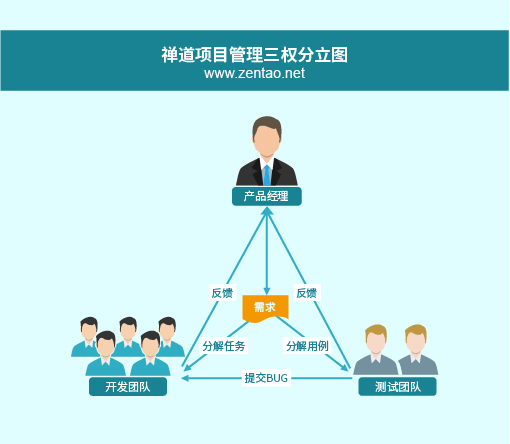 禅道项目管理三权分立图
www.zentao.net
产品经理
反馈
反馈
需求
分解任务
分解用例
开发团队
提交BUG
测试团队